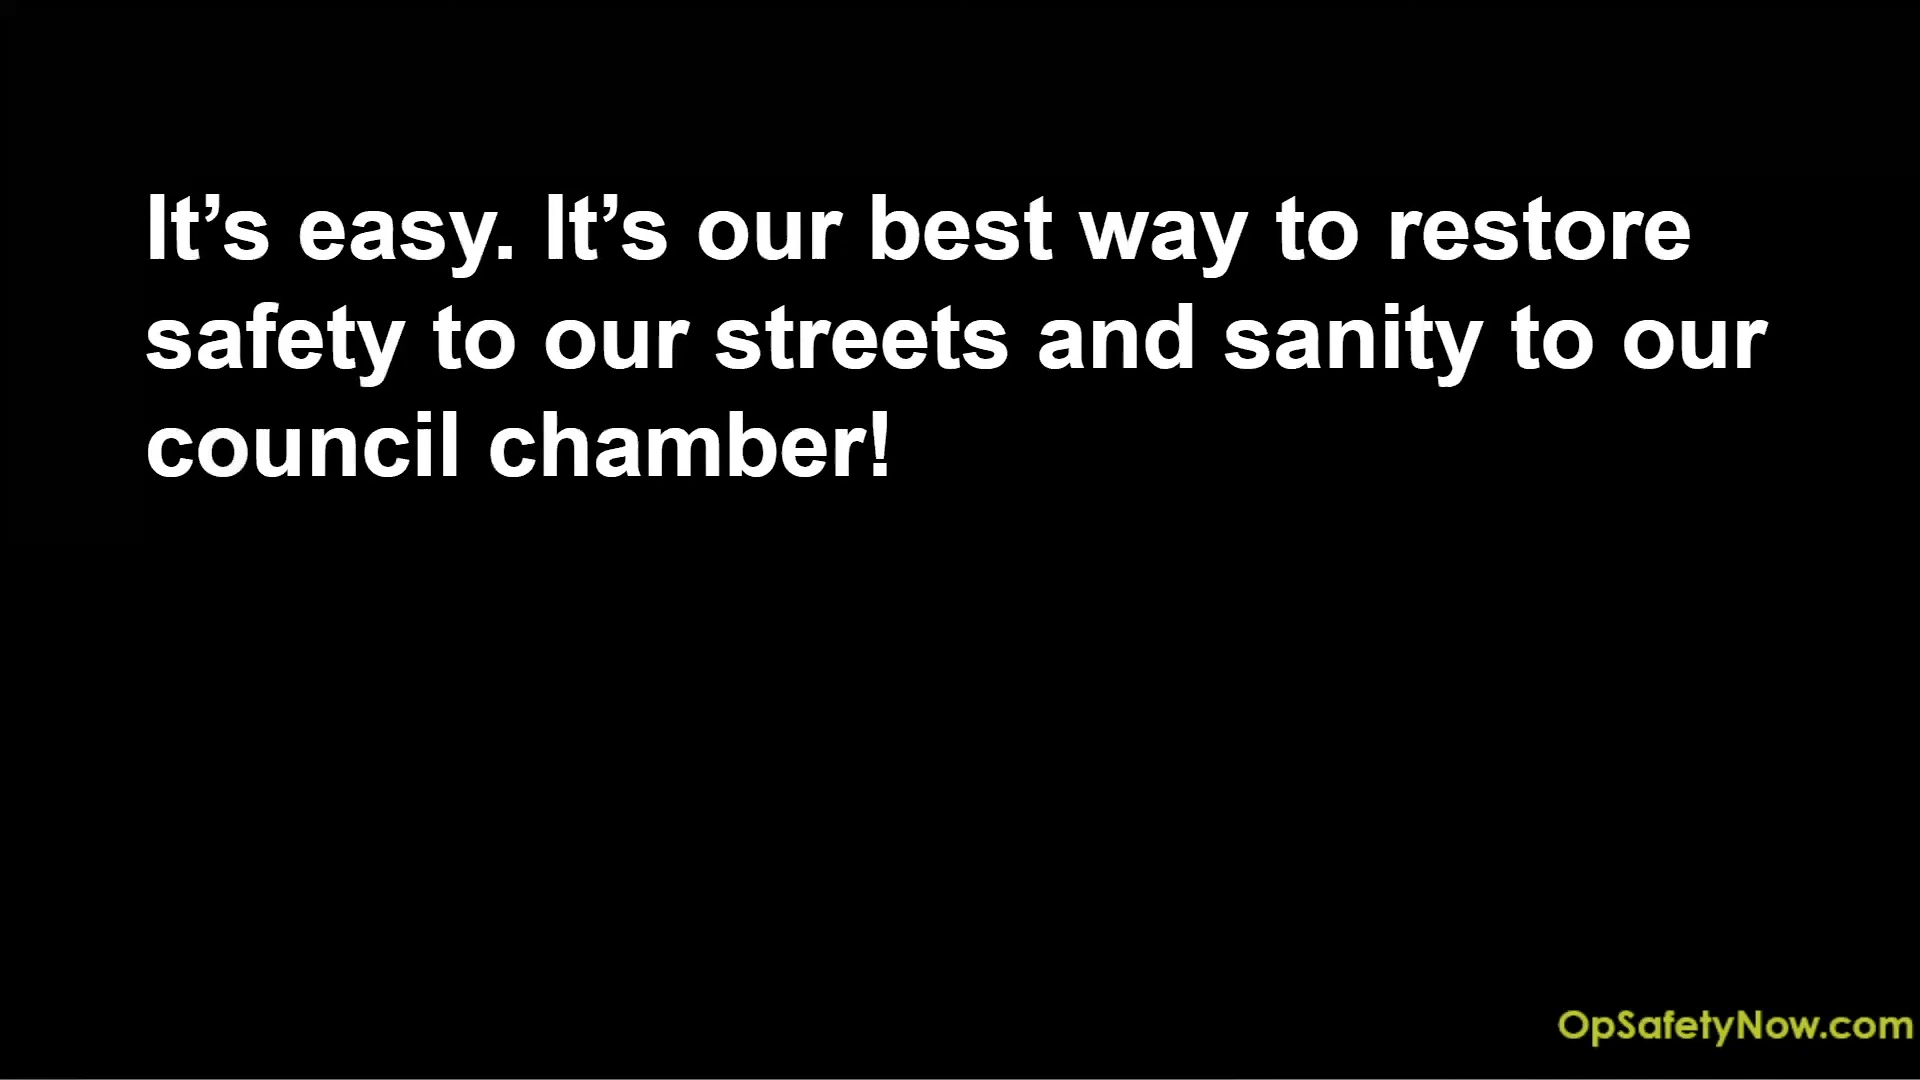 It’s easy. It’s our best way to restore
safety to our streets and sanity to our
council chamber!
OpSafetyNow.com